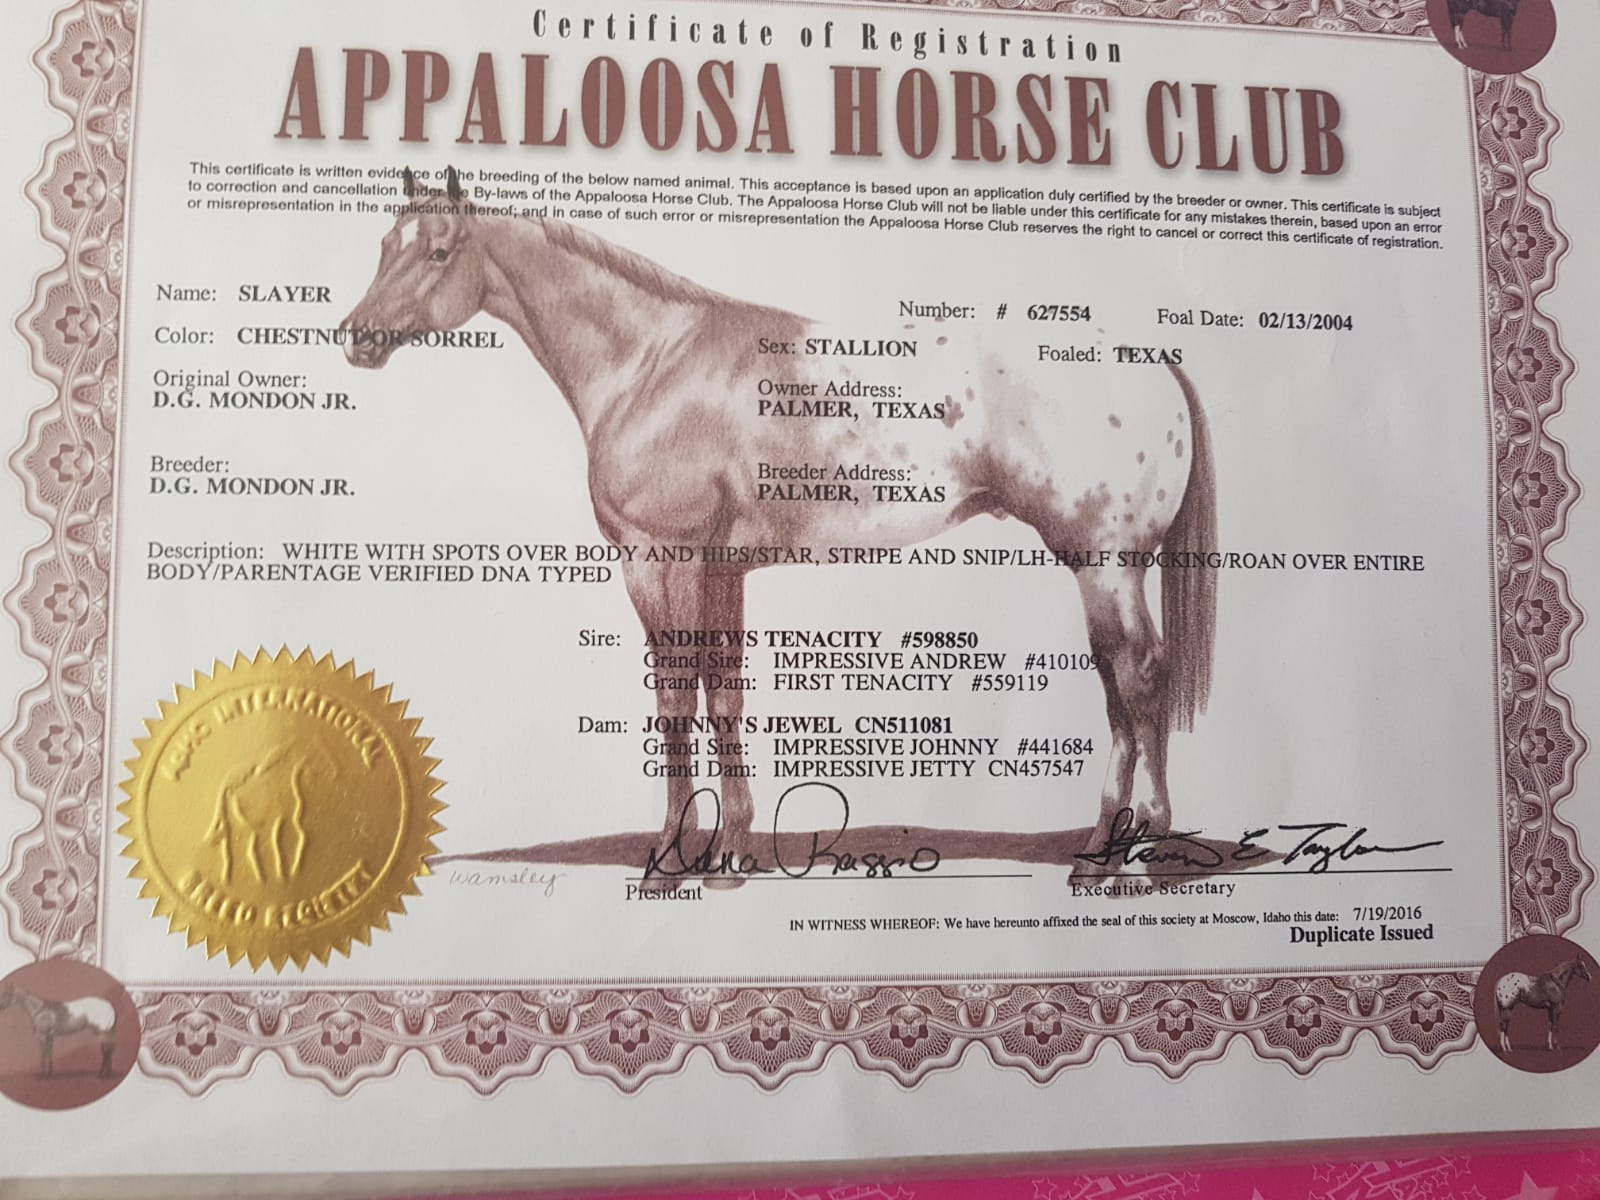 Certificate of Registration
APPALOOSA HORSE CLUB
This certificate is written evidence of the breeding of the below named animal. This acceptance is based upon an application duly certified by the breeder or owner. This certificate is subject
to correction and cancellation under the By-laws of the Appaloosa Horse Club. The Appaloosa Horse Club will not be liable under this certificate for any mistakes therein, based upon an error
or misrepresentation in the application thereof; and in case of such error or misrepresentation the Appaloosa Horse Club reserves the right to cancel or correct this certificate of registration.
Name: SLAYER
Number: # 627554 Foal Date: 02/13/2004
Color: CHESTNUT OR SORREL
Sex: STALLION Foaled: TEXAS
Original Owner: Owner Address:
D.G. MONDON JR. PALMER, TEXAS
Breeder: Breeder Address:
D.G. MONDON JR. PALMER, TEXAS
Description: WHITE WITH SPOTS OVER BODY AND HIPS/STAR, STRIPE AND SNIP/LH-HALF STOCKING/ROAN OVER ENTIRE
BODY/PARENTAGE VERIFIED DNA TYPED
Sire: ANDREWS TENACITY #598850
Grand Sire: IMPRESSIVE ANDREW #410109
Grand Dam: FIRST TENACITY #559119
Dam: JOHNNY'S JEWEL CN511081
Grand Sire: IMPRESSIVE JOHNNY #441684
Grand Dam: IMPRESSIVE JETTY CN457547
APHC INTERNATIONAL
BREED REGISTRY
Wamsley
Dana Reggio
President
Steven E Taylor
Executive Secretary
IN WITNESS WHEREOF: We have hereunto affixed the seal of this society at Moscow, Idaho this date: 7/19/2016
Duplicate Issued